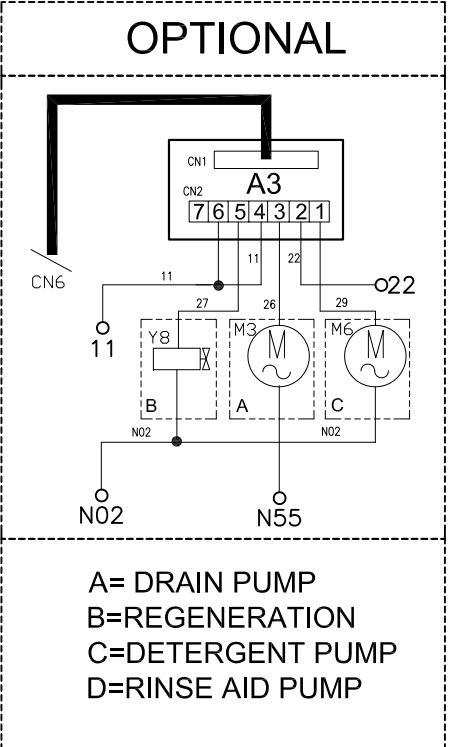 OPTIONAL
CN1
A3
CN2
7 6 5 4 3 2 1
CN6
11 11 22
22
27 26 29
11
Y8 M3 M6
M M
B A C
N02 N02
N02
N55
A= DRAIN PUMP
B=REGENERATION
C=DETERGENT PUMP
D=RINSE AID PUMP